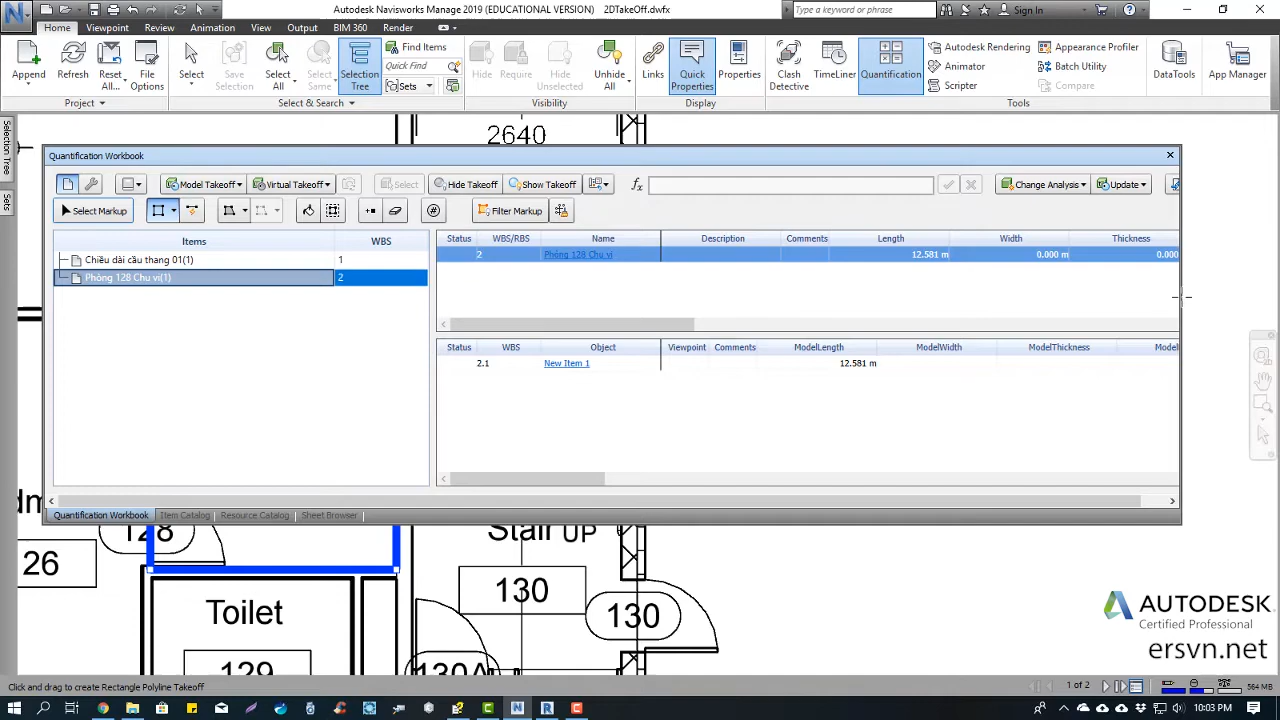 Autodesk Navisworks Manage 2019 (EDUCATIONAL VERSION) 2DTakeOff.dwfx
Type a keyword or phrase
Sign In
Home Viewpoint Review Animation View Output BIM 360 Render
Append Refresh Reset All... File Options Select Save Selection Select All Select Same Selection Tree
Find Items
Quick Find
Sets
Hide Require Hide Unselected Unhide All Links Quick Properties Properties Clash Detective TimeLiner Quantification
Autodesk Rendering
Animator
Scripter
Appearance Profiler
Batch Utility
Compare
DataTools App Manager
Project Select & Search Visibility Display Tools
Selection Tree
Sets
2640
Quantification Workbook
Model Takeoff Virtual Takeoff Select Hide Takeoff Show Takeoff fx Change Analysis Update
Select Markup Filter Markup
Items WBS
Chiều dài cầu thang 01(1) 1
Phòng 128 Chu vi(1) 2
Status WBS/RBS Name Description Comments Length Width Thickness
2 Phòng 128 Chu vi 12.581 m 0.000 m 0.000
Status WBS Object Viewpoint Comments ModelLength ModelWidth ModelThickness Model
2.1 New Item 1 12.581 m
Quantification Workbook Item Catalog Resource Catalog Sheet Browser
128
Stair UP
26
130
130
Toilet
129
130A
AUTODESK
Certified Professional
ersvn.net
Click and drag to create Rectangle Polyline Takeoff
1 of 2
584 MB
10:03 PM